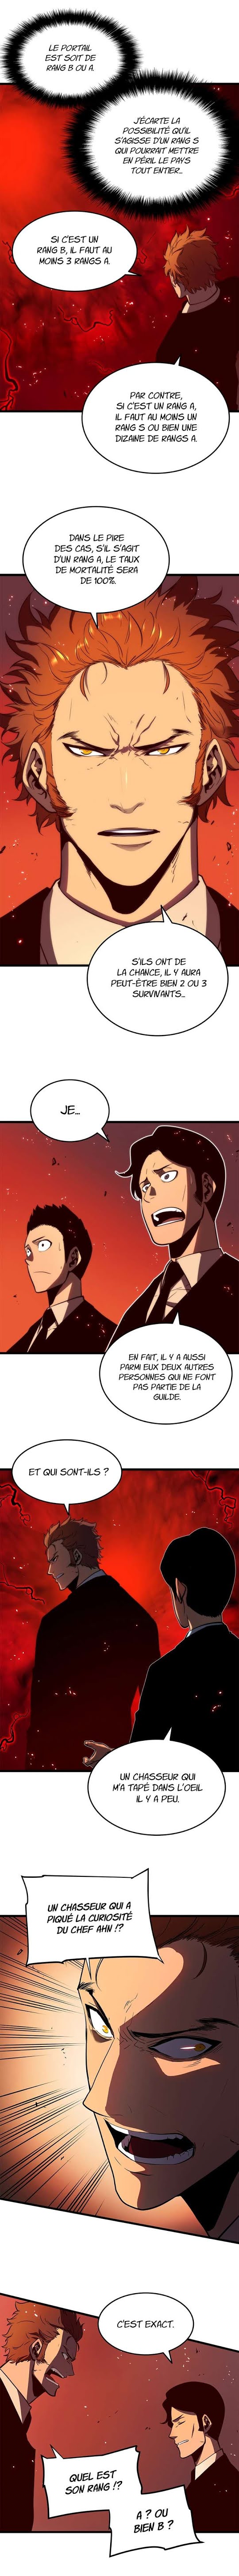 LE PORTAIL
EST SOIT DE
RANG B OU A.
J'ÉCARTE LA
POSSIBILITÉ QU'IL
S'AGISSE D'UN RANG S
QUI POURRAIT METTRE
EN PÉRIL LE PAYS
TOUT ENTIER...
SI C'EST UN
RANG B, IL FAUT AU
MOINS 3 RANGS A.
PAR CONTRE,
SI C'EST UN RANG A,
IL FAUT AU MOINS UN
RANG S OU BIEN UNE
DIZAINE DE RANGS A.
DANS LE PIRE
DES CAS, S'IL S'AGIT
D'UN RANG A, LE TAUX
DE MORTALITÉ SERA
DE 100%.
S'ILS ONT DE
LA CHANCE, IL Y AURA
PEUT-ÊTRE BIEN 2 OU 3
SURVIVANTS...
JE...
EN FAIT, IL Y A AUSSI
PARMI EUX DEUX AUTRES
PERSONNES QUI NE FONT
PAS PARTIE DE LA
GUILDE.
ET QUI SONT-ILS ?
UN CHASSEUR QUI
M'A TAPÉ DANS L'OEIL
IL Y A PEU.
UN CHASSEUR QUI A
PIQUÉ LA CURIOSITÉ
DU CHEF AHN !?
C'EST EXACT.
QUEL EST
SON RANG !?
A ? OU
BIEN B ?